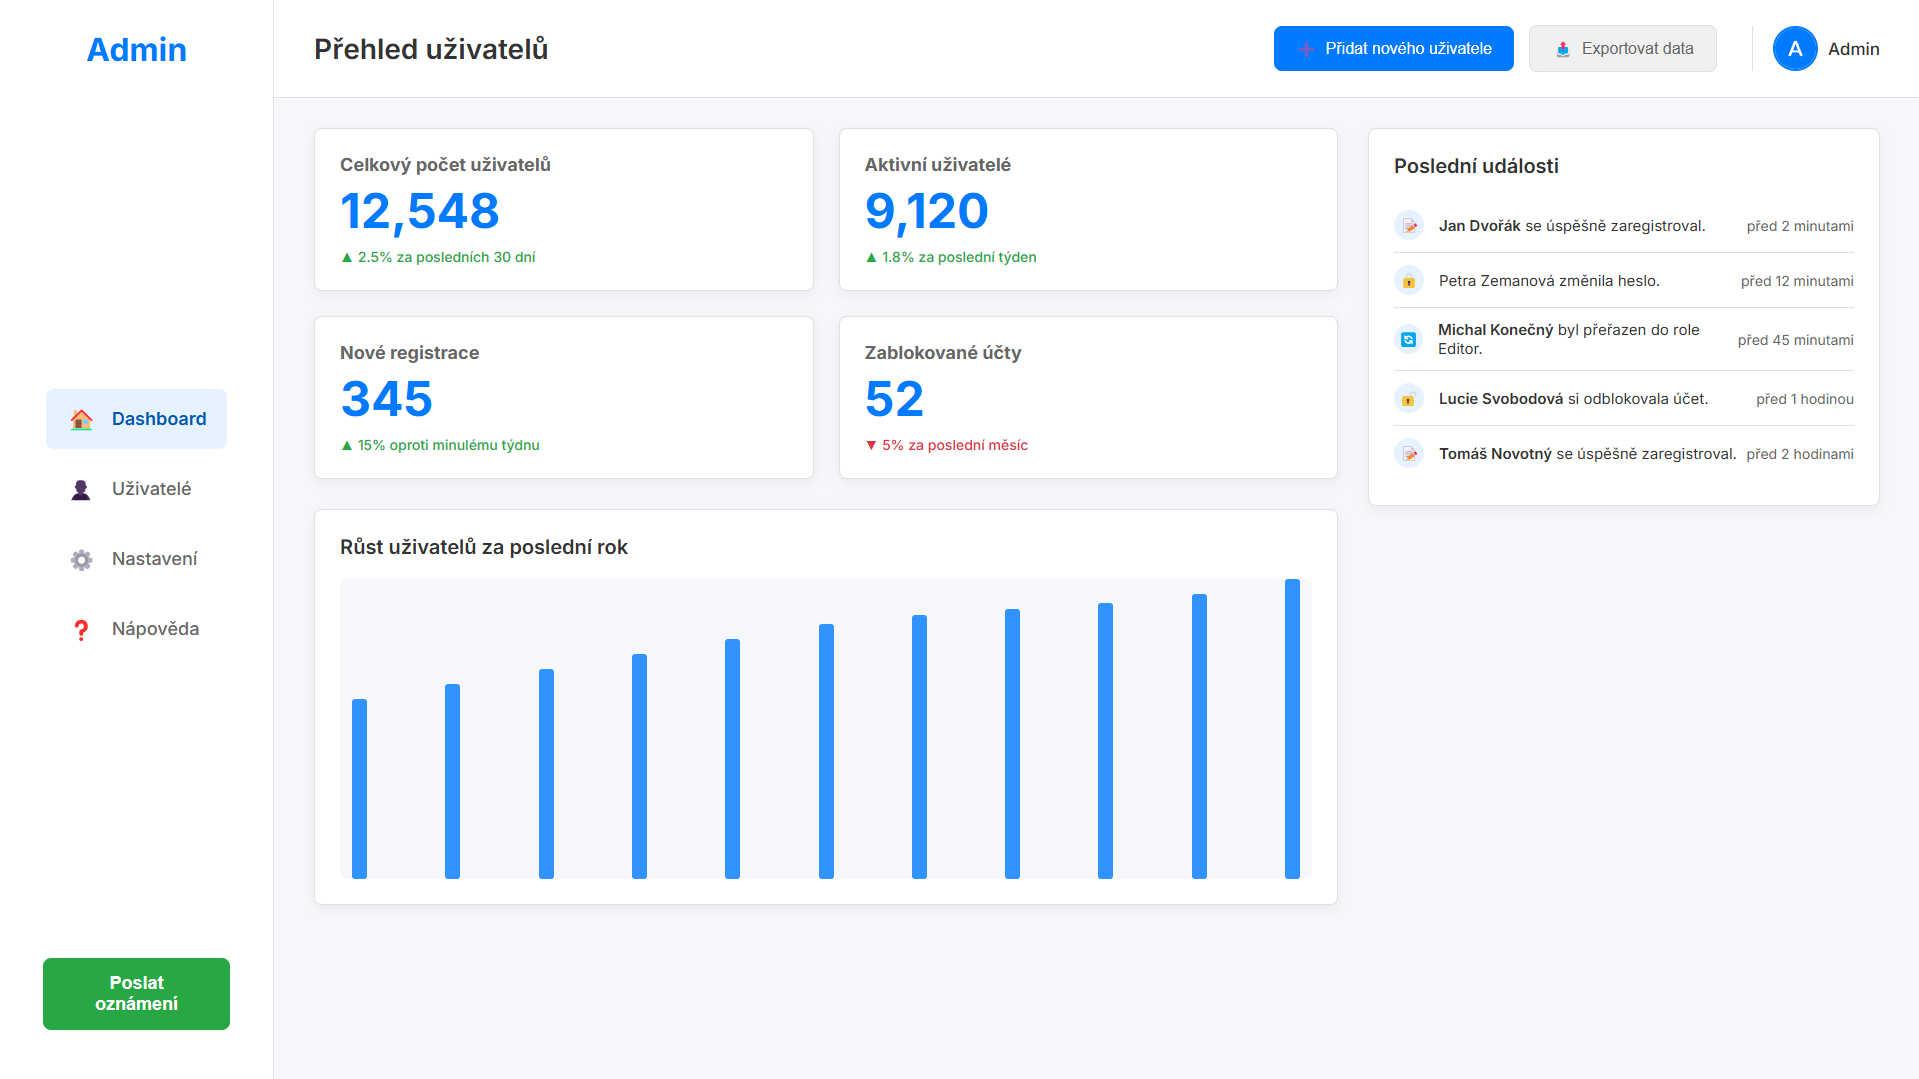 Admin
Dashboard
Uživatelé
Nastavení
Nápověda
Poslat
oznámení
Přehled uživatelů
Přidat nového uživatele
Exportovat data
A
Admin
Celkový počet uživatelů
12,548
▲ 2.5% za posledních 30 dní
Aktivní uživatelé
9,120
▲ 1.8% za poslední týden
Nové registrace
345
▲ 15% oproti minulému týdnu
Zablokované účty
52
▼ 5% za poslední měsíc
Růst uživatelů za poslední rok
Poslední události
Jan Dvořák se úspěšně zaregistroval. před 2 minutami
Petra Zemanová změnila heslo. před 12 minutami
Michal Konečný byl přeřazen do role
Editor. před 45 minutami
Lucie Svobodová si odblokovala účet. před 1 hodinou
Tomáš Novotný se úspěšně zaregistroval. před 2 hodinami